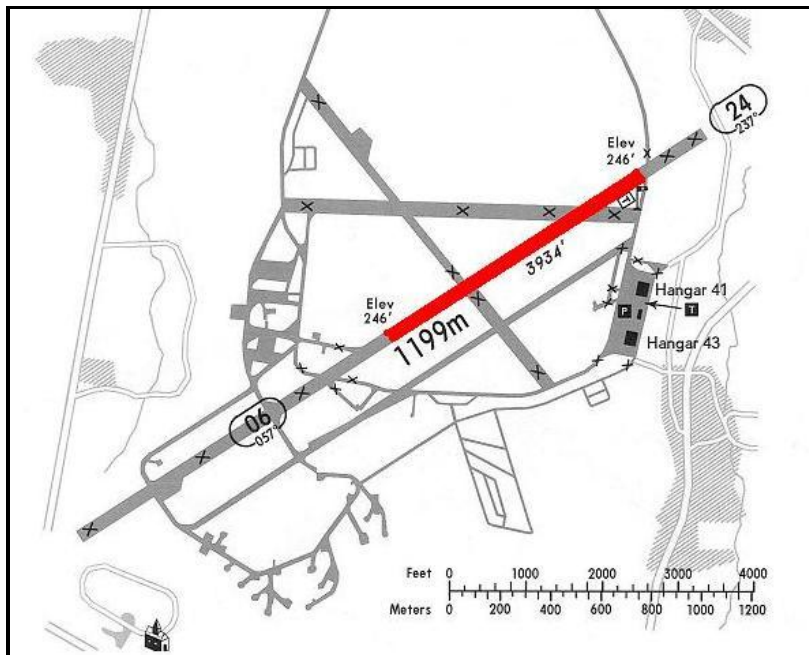 24
237°
Elev
246'
3934'
Hangar 41
Elev
246'
P
T
T
1199m
Hangar 43
06
057°
Feet 0 1000 2000 3000 4000
Meters 0 200 400 600 800 1000 1200